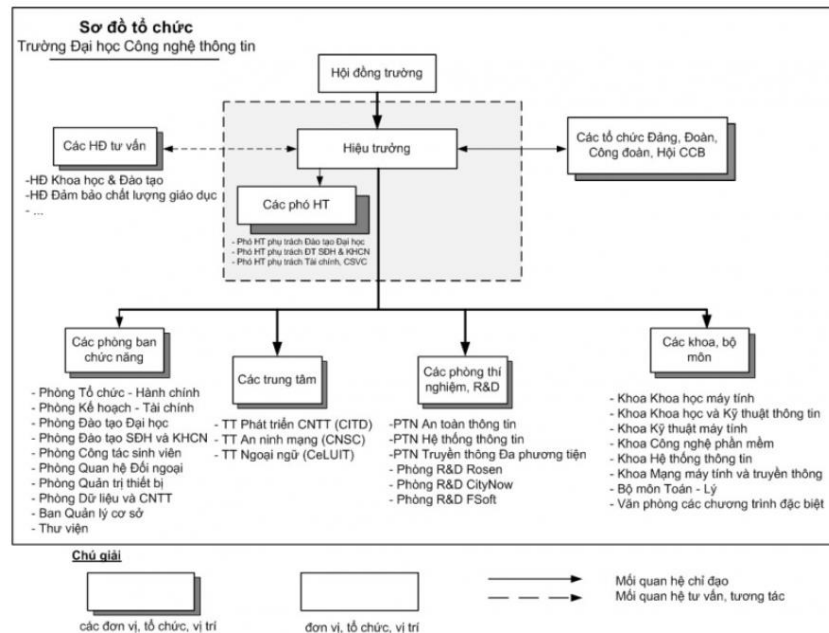 Sơ đồ tổ chức
Trường Đại học Công nghệ thông tin
Hội đồng trường
Các HĐ tư vấn
Hiệu trưởng
Các tổ chức Đảng, Đoàn,
Công đoàn, Hội CCB
-HĐ Khoa học & Đào tạo
-HĐ Đảm bảo chất lượng giáo dục
- ...
Các phó HT
- Phó HT phụ trách Đào tạo Đại học
- Phó HT phụ trách ĐT SĐH & KHCN
- Phó HT phụ trách Tài chính, CSVC
Các phòng ban
chức năng
- Phòng Tổ chức - Hành chính
- Phòng Kế hoạch - Tài chính
- Phòng Đào tạo Đại học
- Phòng Đào tạo SĐH và KHCN
- Phòng Công tác sinh viên
- Phòng Quan hệ Đối ngoại
- Phòng Quản trị thiết bị
- Phòng Dữ liệu và CNTT
- Ban Quản lý cơ sở
- Thư viện
Các trung tâm
- TT Phát triển CNTT (CITD)
- TT An ninh mạng (CNSC)
- TT Ngoại ngữ (CeLUIT)
Các phòng thí
nghiệm, R&D
-PTN An toàn thông tin
-PTN Hệ thống thông tin
-PTN Truyền thông Đa phương tiện
- Phòng R&D Rosen
- Phòng R&D CityNow
- Phòng R&D FSoft
Các khoa, bộ
môn
- Khoa Khoa học máy tính
- Khoa Khoa học và Kỹ thuật thông tin
- Khoa Kỹ thuật máy tính
- Khoa Công nghệ phần mềm
- Khoa Hệ thống thông tin
- Khoa Mạng máy tính và truyền thông
- Bộ môn Toán - Lý
- Văn phòng các chương trình đặc biệt
Chú giải
các đơn vị, tổ chức, vị trí
đơn vị, tổ chức, vị trí
Mối quan hệ chỉ đạo
Mối quan hệ tư vấn, tương tác